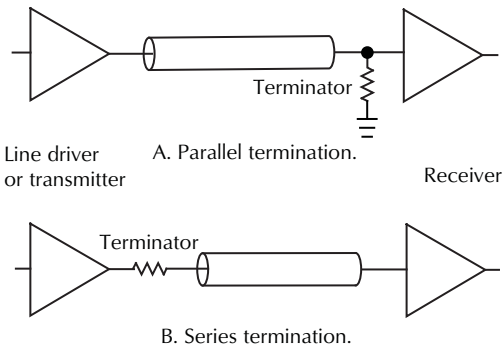 Terminator
A. Parallel termination.
Line driver
or transmitter
Receiver
Terminator
B. Series termination.